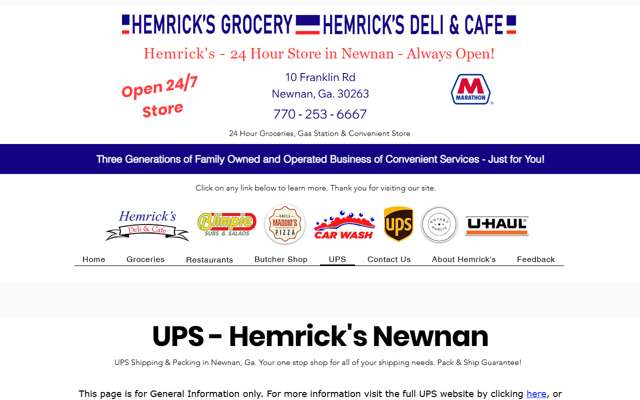 HEMRICK'S GROCERY HEMRICK'S DELI & CAFE
Hemrick's - 24 Hour Store in Newnan - Always Open!
Open 24/7
Store
10 Franklin Rd
Newnan, Ga. 30263
770 - 253 - 6667
MARATHON
24 Hour Groceries, Gas Station & Convenient Store
Three Generations of Family Owned and Operated Business of Convenient Services - Just for You!
Click on any link below to learn more. Thank you for visiting our site.
Hemrick's
Deli & Cafe
Blimpie
SUBS & SALADS
UNCLE
MADDIO'S
PIZZA
CAR WASH
ups
NOTARY
PUBLIC
U-HAUL
Home Groceries Restaurants Butcher Shop UPS Contact Us About Hemrick's Feedback
UPS - Hemrick's Newnan
UPS Shipping & Packing in Newnan, Ga. Your one stop shop for all of your shipping needs. Pack & Ship Guarantee!
This page is for General Information only. For more information visit the full UPS website by clicking here, or